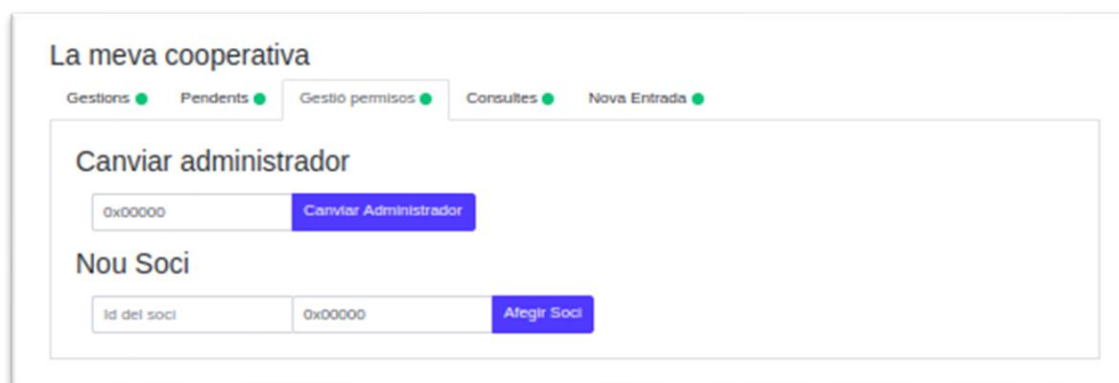 La meva cooperativa
Gestions Pendents Gestió permisos Consultes Nova Entrada
Canviar administrador
0x00000 Canviar Administrador
Nou Soci
Id del soci 0x00000 Afegir Soci